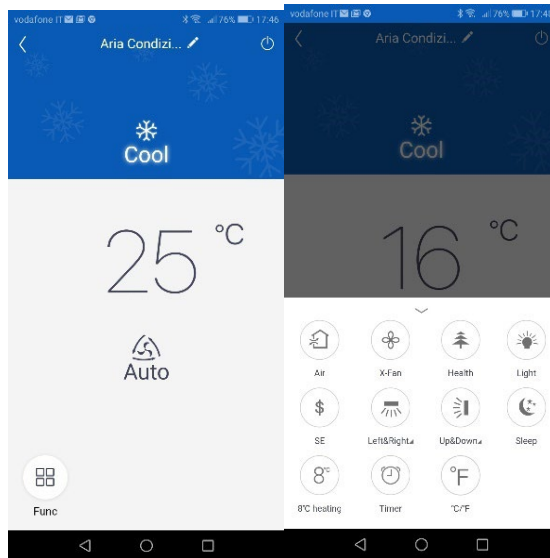 vodafone IT 76% 17:46
Aria Condizi...
Cool
25 °C
Auto
Func
vodafone IT 76% 17:46
Aria Condizi...
Cool
16 °C
Air X-Fan Health Light
$
SE Left&Right Up&Down Sleep
8°C °F
8°C heating Timer °C/°F